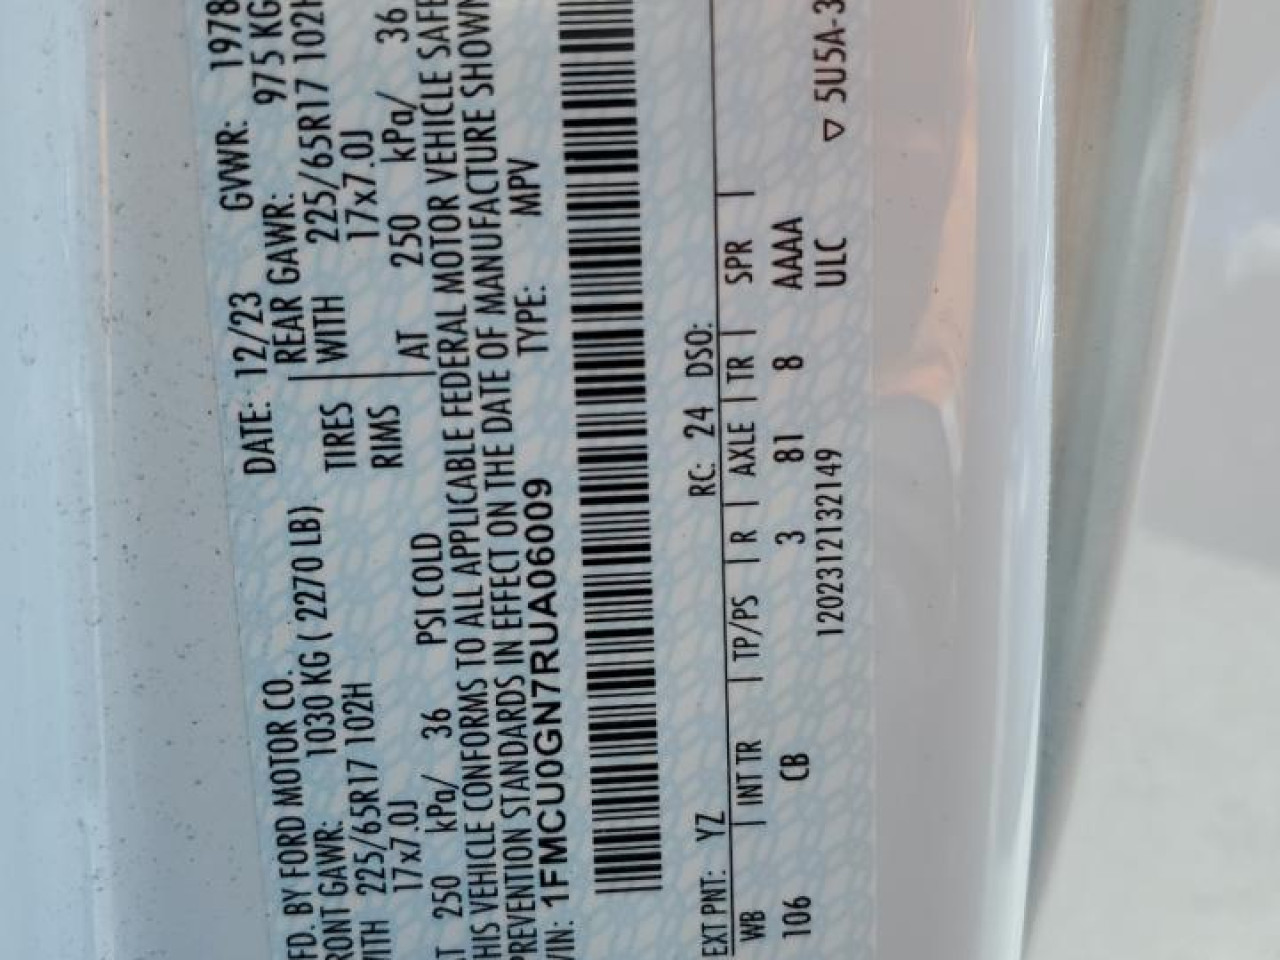 FD. BY FORD MOTOR CO. DATE: 12/23 GVWR: 1978
RONT GAWR: 1030 KG ( 2270 LB) REAR GAWR: 975 KG
WITH 225/65R17 102H TIRES WITH 225/65R17 102H
17x7.0J RIMS 17x7.0J
AT 250 kPa/ 36 PSI COLD AT 250 kPa/ 36
HIS VEHICLE CONFORMS TO ALL APPLICABLE FEDERAL MOTOR VEHICLE SAFE
PREVENTION STANDARDS IN EFFECT ON THE DATE OF MANUFACTURE SHOWN
VIN: 1FMCU0GN7RUA06009 TYPE: MPV
EXT PNT: YZ RC: 24 DSO:
WB | INT TR | TP/PS | R | AXLE | TR | SPR |
106 CB 3 81 8 AAAA
1202312132149 ULC
▽ 5U5A-3